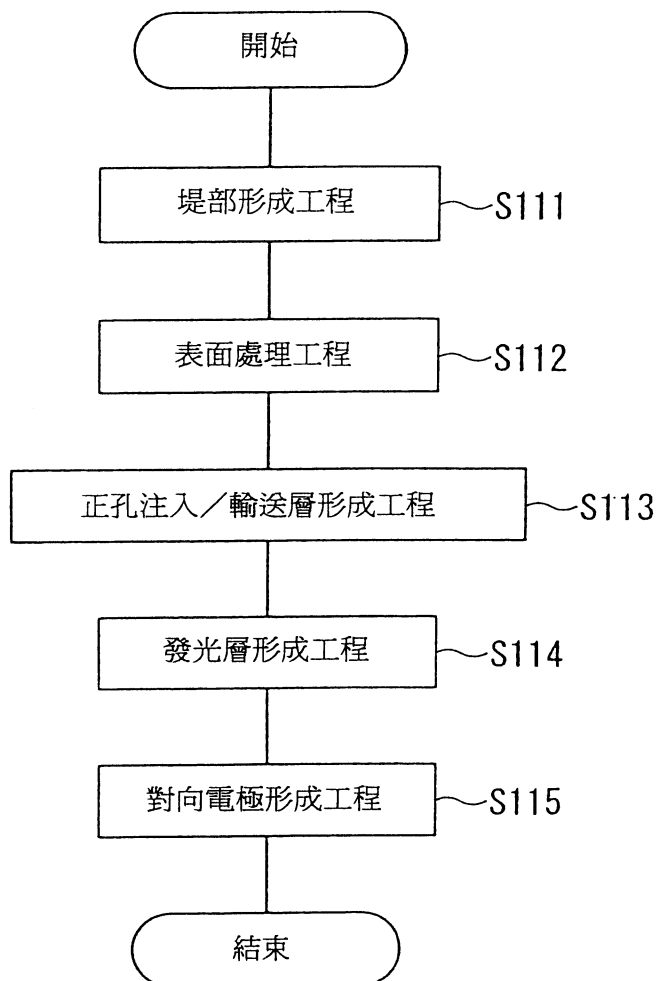 開始
堤部形成工程
S111
表面處理工程
S112
正孔注入／輸送層形成工程
S113
發光層形成工程
S114
對向電極形成工程
S115
結束